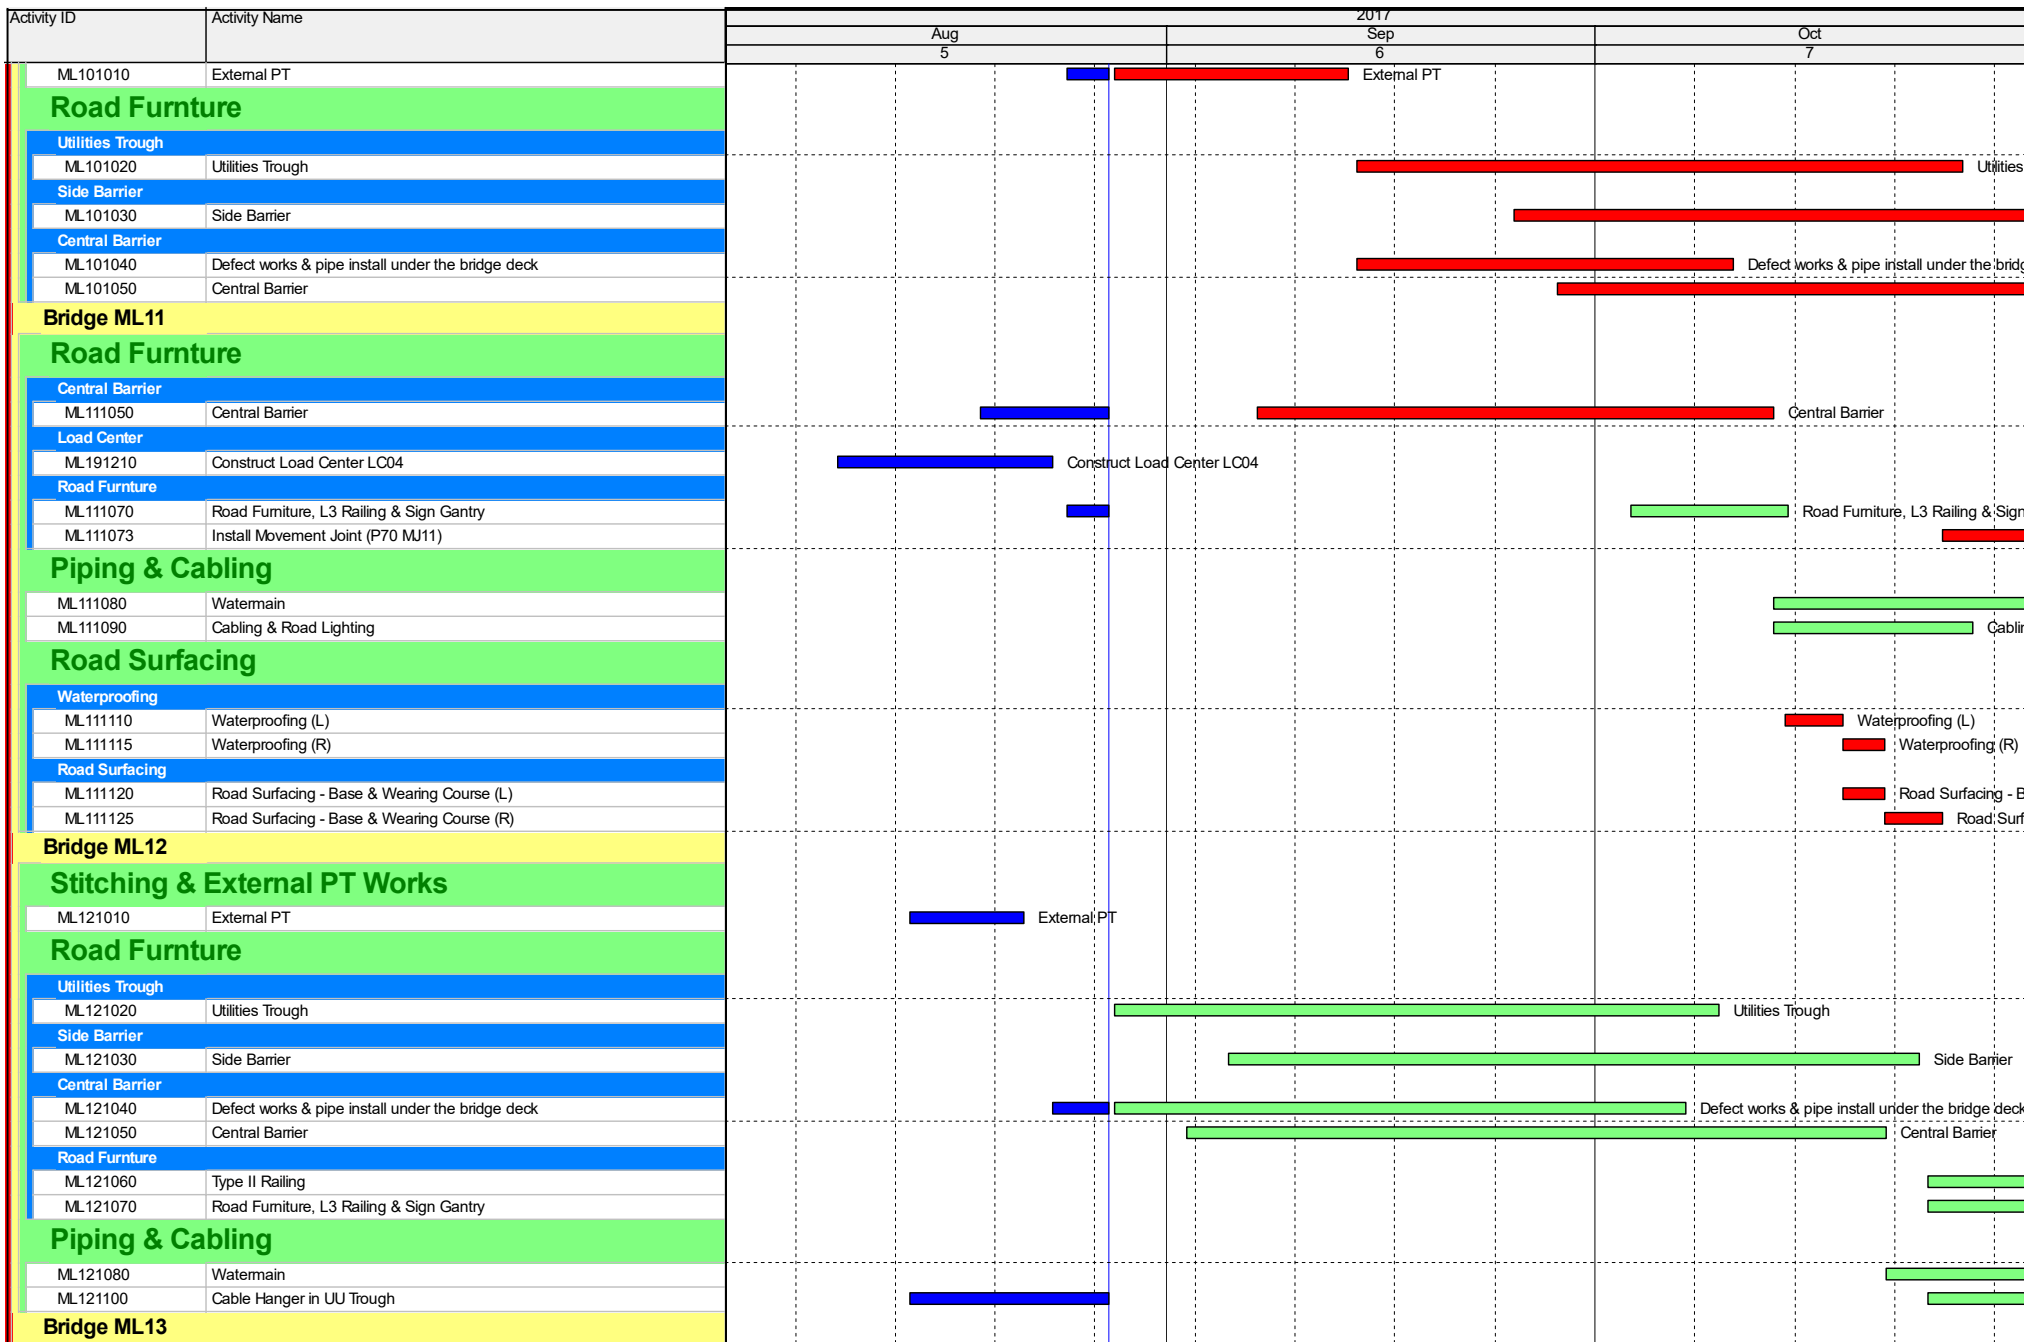 Activity ID Activity Name 2017
Aug Sep Oct
5 6 7
ML101010 External PT External PT
Road Furnture
Utilities Trough
ML101020 Utilities Trough Utilities
Side Barrier
ML101030 Side Barrier
Central Barrier
ML101040 Defect works & pipe install under the bridge deck Defect works & pipe install under the bridg
ML101050 Central Barrier
Bridge ML11
Road Furnture
Central Barrier
ML111050 Central Barrier Central Barrier
Load Center
ML191210 Construct Load Center LC04 Construct Load Center LC04
Road Furnture
ML111070 Road Furniture, L3 Railing & Sign Gantry Road Furniture, L3 Railing & Sign
ML111073 Install Movement Joint (P70 MJ11)
Piping & Cabling
ML111080 Watermain
ML111090 Cabling & Road Lighting Cablin
Road Surfacing
Waterproofing
ML111110 Waterproofing (L) Waterproofing (L)
ML111115 Waterproofing (R) Waterproofing (R)
Road Surfacing
ML111120 Road Surfacing - Base & Wearing Course (L) Road Surfacing - B
ML111125 Road Surfacing - Base & Wearing Course (R) Road Surf
Bridge ML12
Stitching & External PT Works
ML121010 External PT External PT
Road Furnture
Utilities Trough
ML121020 Utilities Trough Utilities Trough
Side Barrier
ML121030 Side Barrier Side Barrier
Central Barrier
ML121040 Defect works & pipe install under the bridge deck Defect works & pipe install under the bridge deck
ML121050 Central Barrier Central Barrier
Road Furnture
ML121060 Type II Railing
ML121070 Road Furniture, L3 Railing & Sign Gantry
Piping & Cabling
ML121080 Watermain
ML121100 Cable Hanger in UU Trough
Bridge ML13